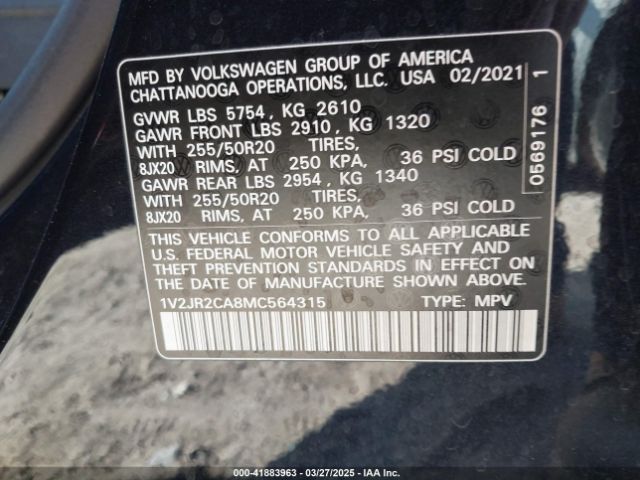 MFD BY VOLKSWAGEN GROUP OF AMERICA
CHATTANOOGA OPERATIONS, LLC. USA 02/2021 1
GVWR LBS 5754 , KG 2610
GAWR FRONT LBS 2910 , KG 1320
WITH 255/50R20 TIRES,
8JX20 RIMS, AT 250 KPA, 36 PSI COLD
GAWR REAR LBS 2954 , KG 1340
WITH 255/50R20 TIRES,
8JX20 RIMS, AT 250 KPA, 36 PSI COLD
0569176
THIS VEHICLE CONFORMS TO ALL APPLICABLE
U.S. FEDERAL MOTOR VEHICLE SAFETY AND
THEFT PREVENTION STANDARDS IN EFFECT ON
THE DATE OF MANUFACTURE SHOWN ABOVE.
1V2JR2CA8MC564315 TYPE: MPV
000-41883963 — 03/27/2025 — IAA Inc.